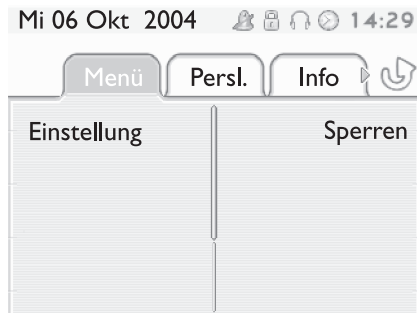 Mi 06 Okt 2004 14:29
Menü Persl. Info
Einstellung Sperren